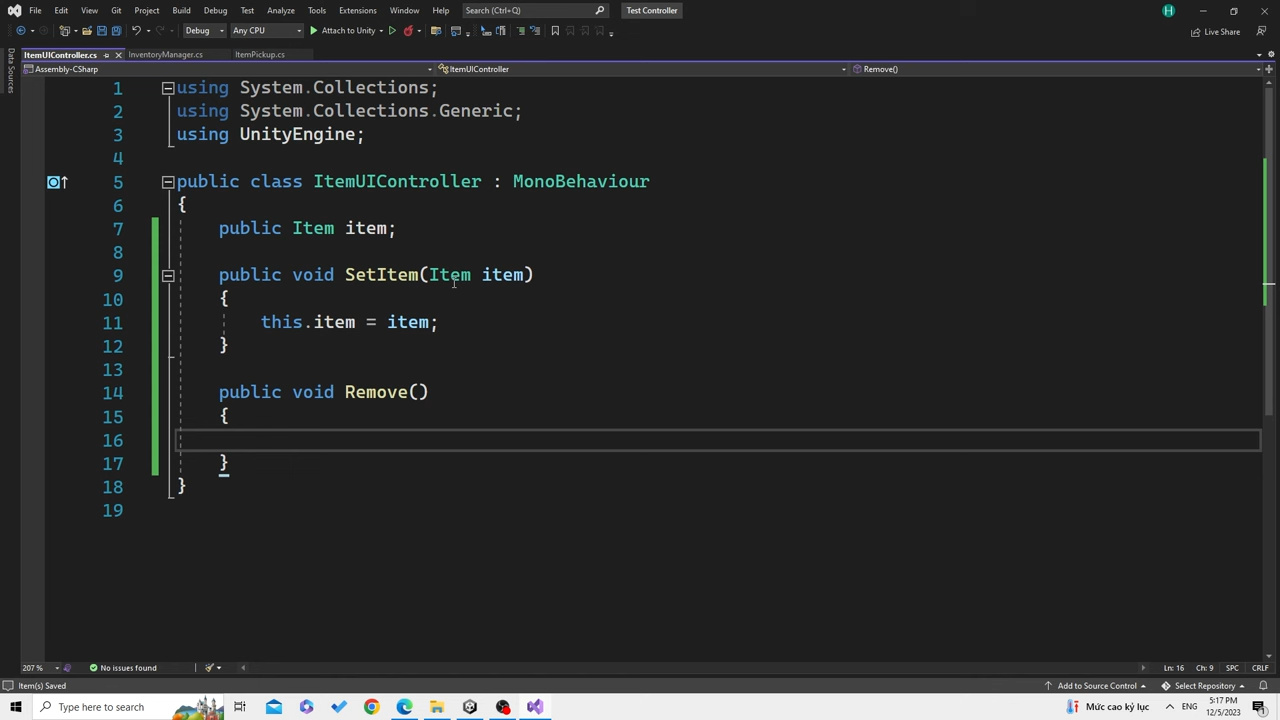 File Edit View Git Project Build Debug Test Analyze Tools Extensions Window Help Search (Ctrl+Q) Test Controller H
Debug Any CPU Attach to Unity Live Share
Data Sources
ItemUIController.cs InventoryManager.cs ItemPickup.cs
Assembly-CSharp ItemUIController Remove()
1 using System.Collections;
2 using System.Collections.Generic;
3 using UnityEngine;
4
5 public class ItemUIController : MonoBehaviour
6 {
7 public Item item;
8
9 public void SetItem(Item item)
10 {
11 this.item = item;
12 }
13
14 public void Remove()
15 {
16
17 }
18 }
19
207 % No issues found Ln: 16 Ch: 9 SPC CRLF
Item(s) Saved Add to Source Control Select Repository
Type here to search Mức cao kỷ lục ENG 5:17 PM
12/5/2023 1